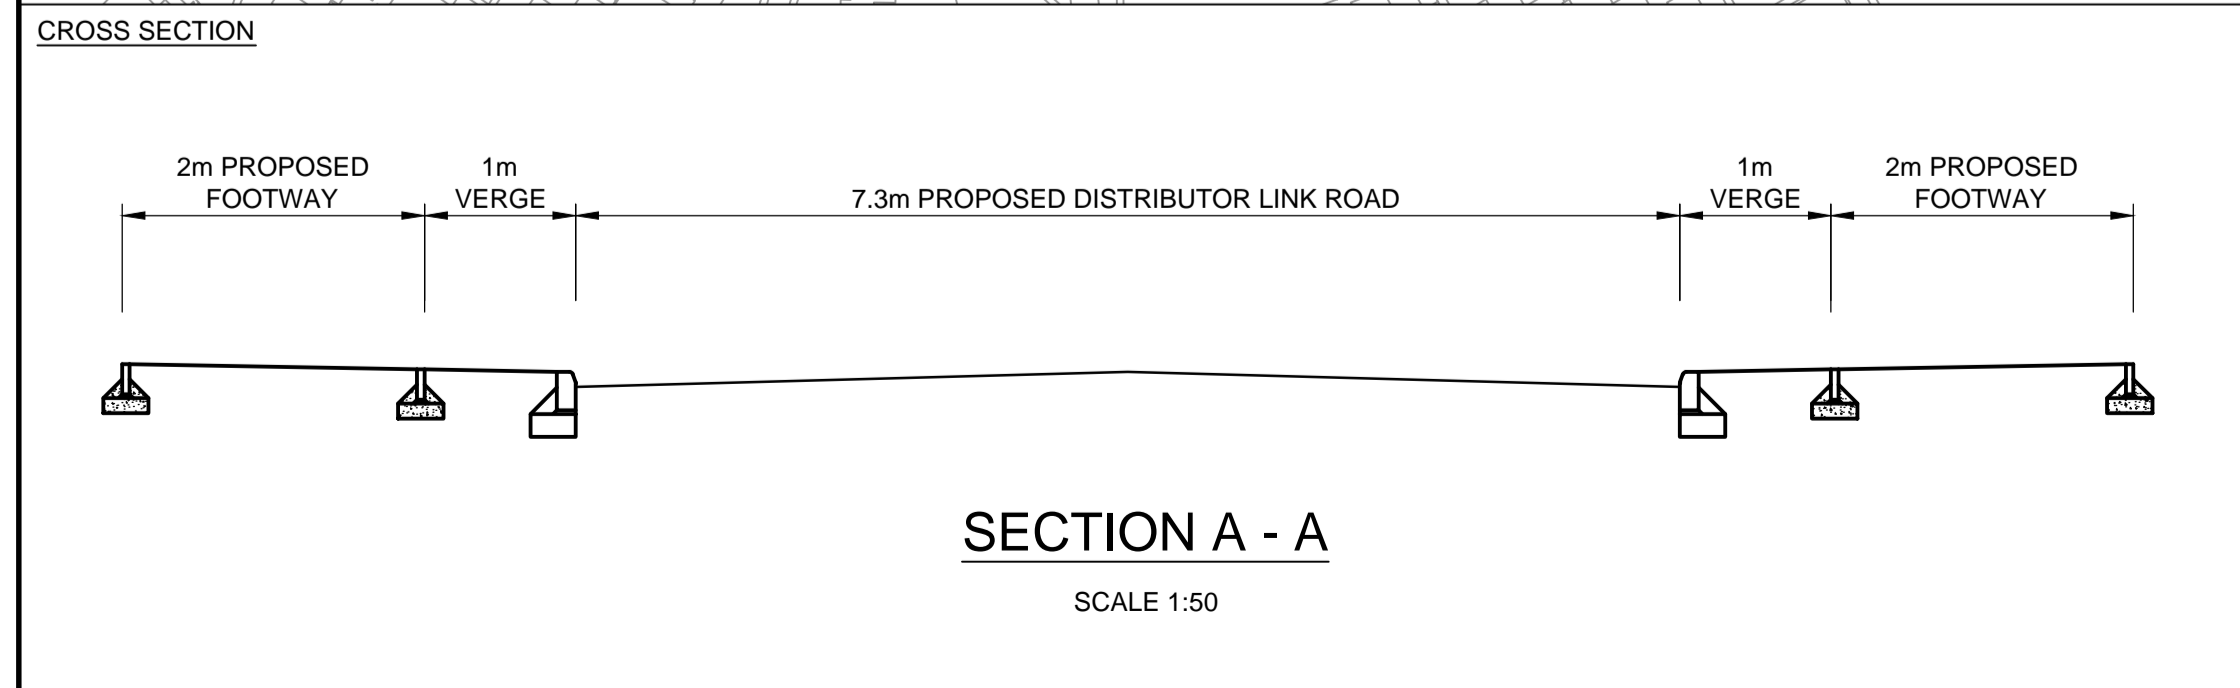 CROSS SECTION
2m PROPOSED
FOOTWAY
1m
VERGE
7.3m PROPOSED DISTRIBUTOR LINK ROAD
1m
VERGE
2m PROPOSED
FOOTWAY
SECTION A - A
SCALE 1:50